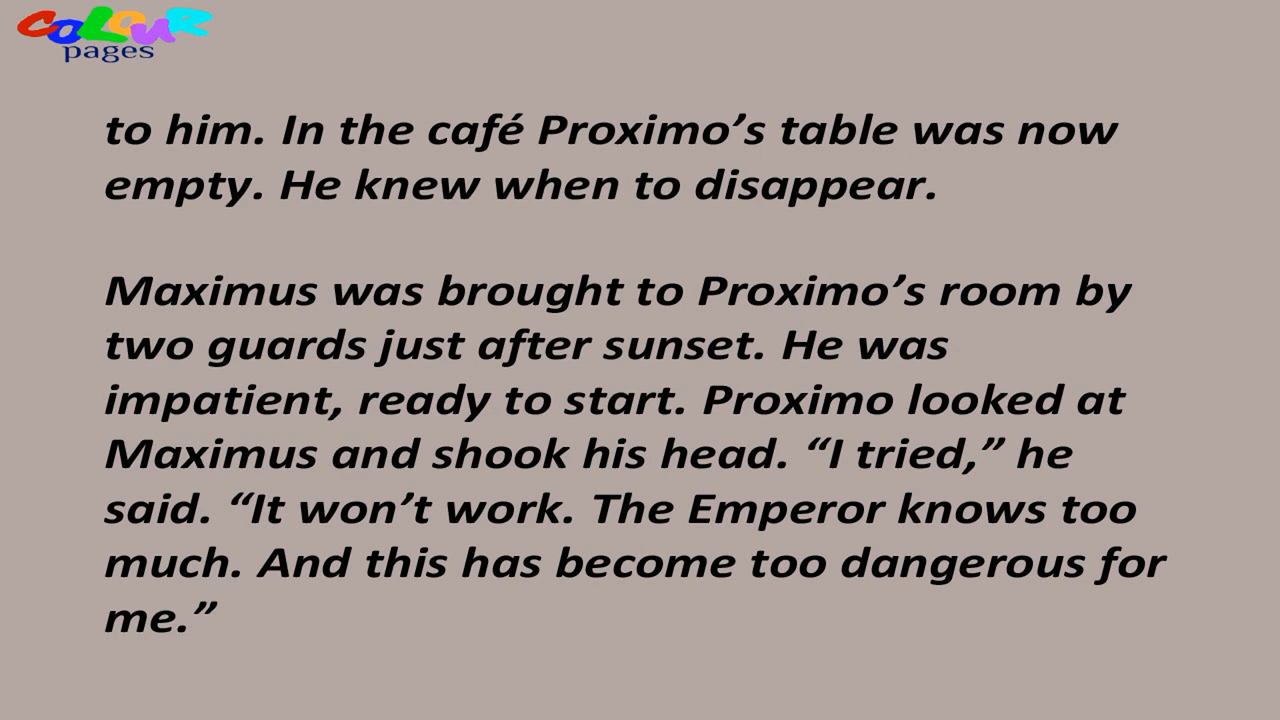 COLOUR
pages
to him. In the café Proximo’s table was now
empty. He knew when to disappear.
Maximus was brought to Proximo’s room by
two guards just after sunset. He was
impatient, ready to start. Proximo looked at
Maximus and shook his head. “I tried,” he
said. “It won’t work. The Emperor knows too
much. And this has become too dangerous for
me.”